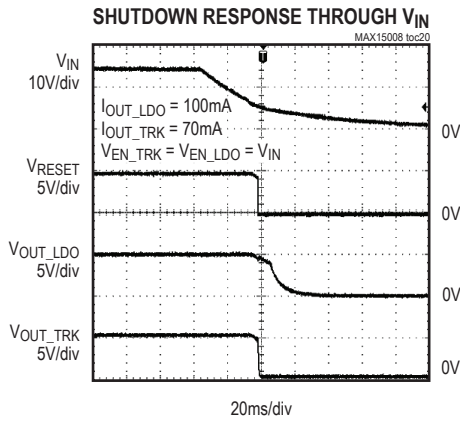 SHUTDOWN RESPONSE THROUGH VIN
MAX15008 toc20
VIN
10V/div
IOUT_LDO = 100mA
IOUT_TRK = 70mA
VEN_TRK = VEN_LDO = VIN
0V
VRESET
5V/div
0V
VOUT_LDO
5V/div
0V
VOUT_TRK
5V/div
0V
20ms/div